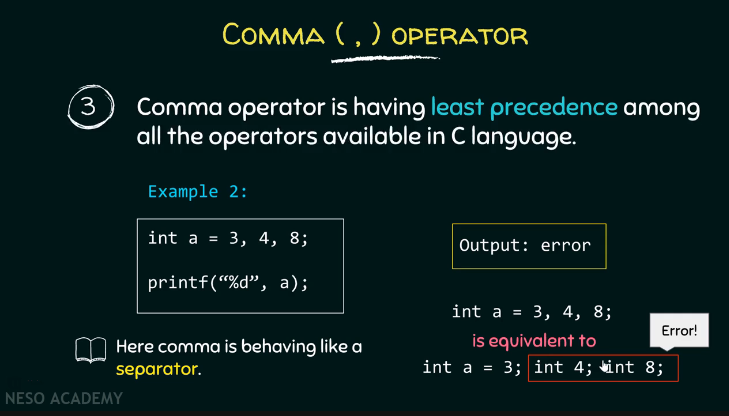 COMMA ( , ) OPERATOR
3 Comma operator is having least precedence among
all the operators available in C language.
Example 2:
int a = 3, 4, 8;
printf(“%d”, a);
Output: error
int a = 3, 4, 8;
is equivalent to
Error!
int a = 3; int 4; int 8;
Here comma is behaving like a
separator.
NESO ACADEMY